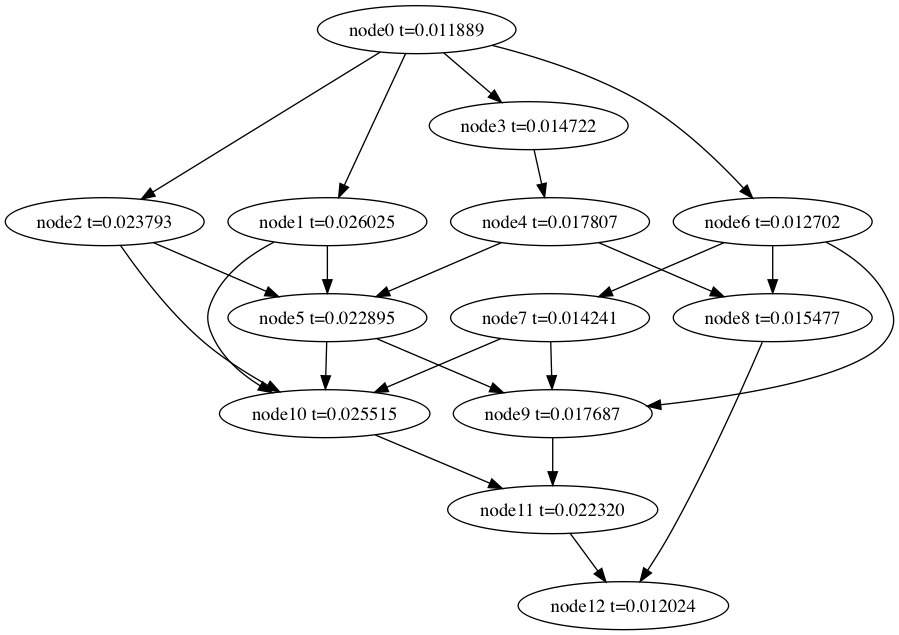 node0 t=0.011889
node3 t=0.014722
node2 t=0.023793
node1 t=0.026025
node4 t=0.017807
node6 t=0.012702
node5 t=0.022895
node7 t=0.014241
node8 t=0.015477
node10 t=0.025515
node9 t=0.017687
node11 t=0.022320
node12 t=0.012024